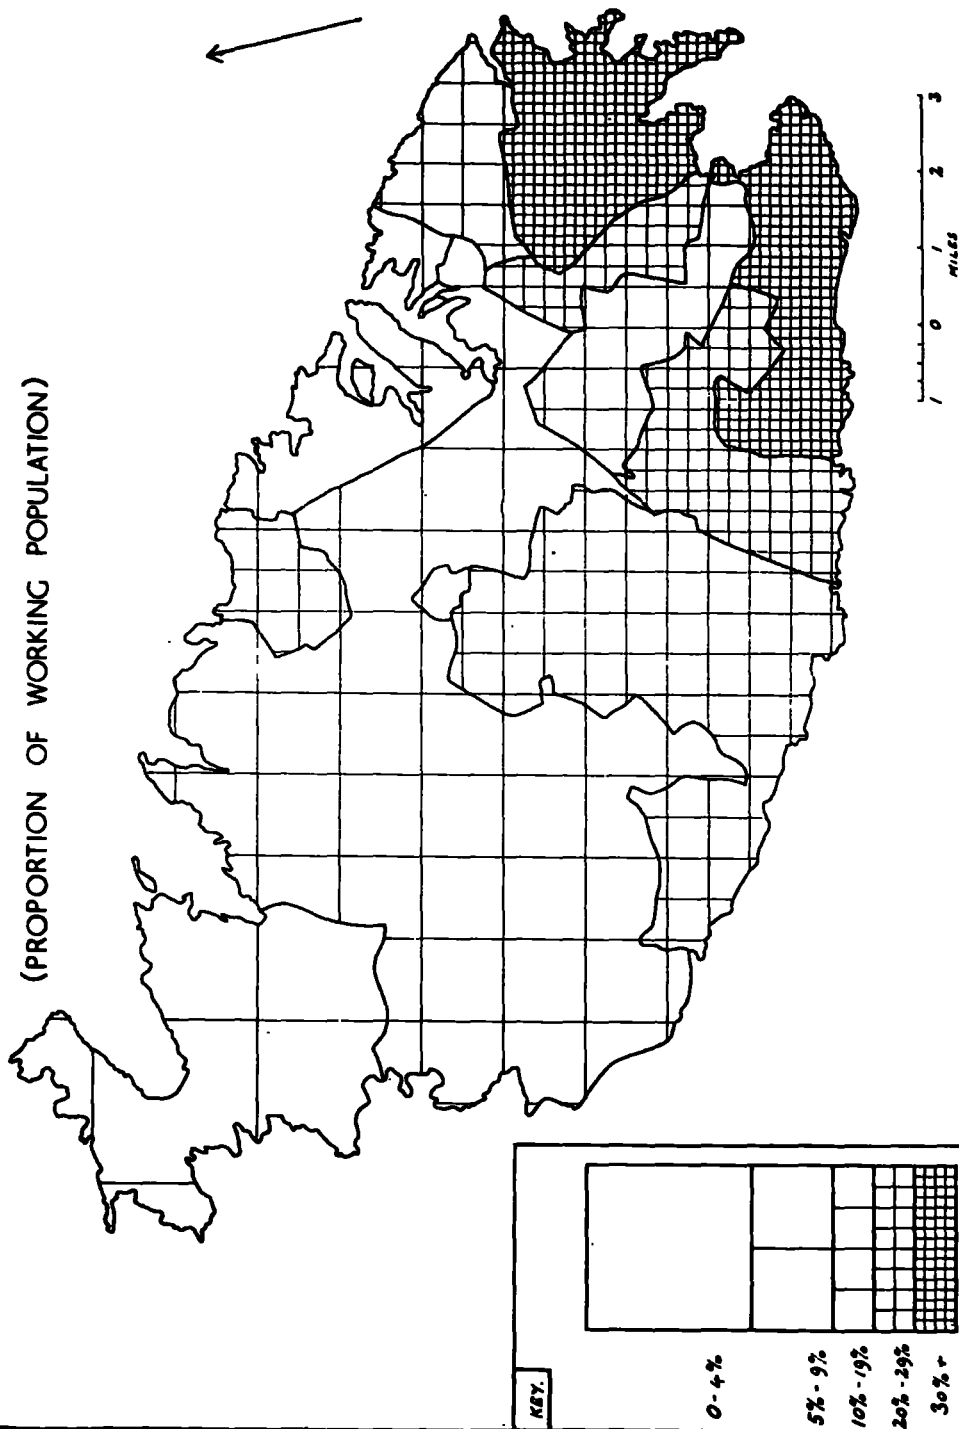 (PROPORTION OF WORKING POPULATION)
1 0 1 2 3
MILES
KEY.
0-4%
5%-9%
10%-19%
20%-29%
30%+